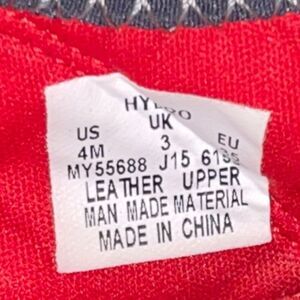 UK
US EU
4M 3
MY55688 J15
LEATHER UPPER
MAN MADE MATERIAL
MADE IN CHINA